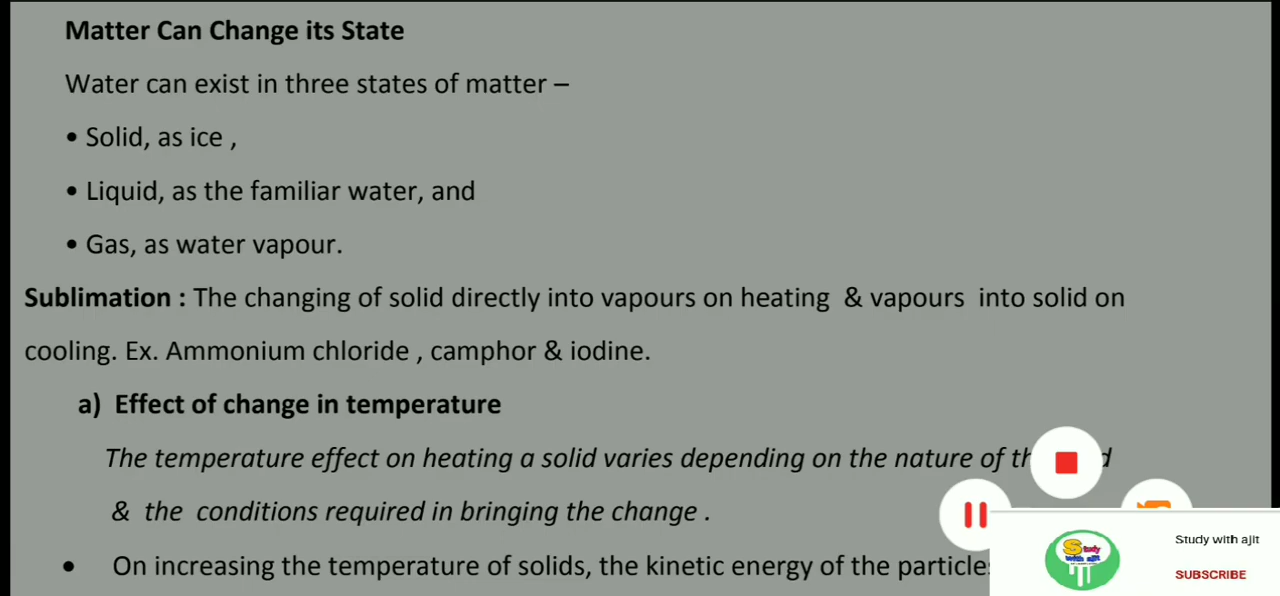 Matter Can Change its State
Water can exist in three states of matter –
• Solid, as ice ,
• Liquid, as the familiar water, and
• Gas, as water vapour.
Sublimation : The changing of solid directly into vapours on heating & vapours into solid on
cooling. Ex. Ammonium chloride , camphor & iodine.
a) Effect of change in temperature
The temperature effect on heating a solid varies depending on the nature of
& the conditions required in bringing the change .
• On increasing the temperature of solids, the kinetic energy of the
Study with ajit
Study with ajit
SUBSCRIBE